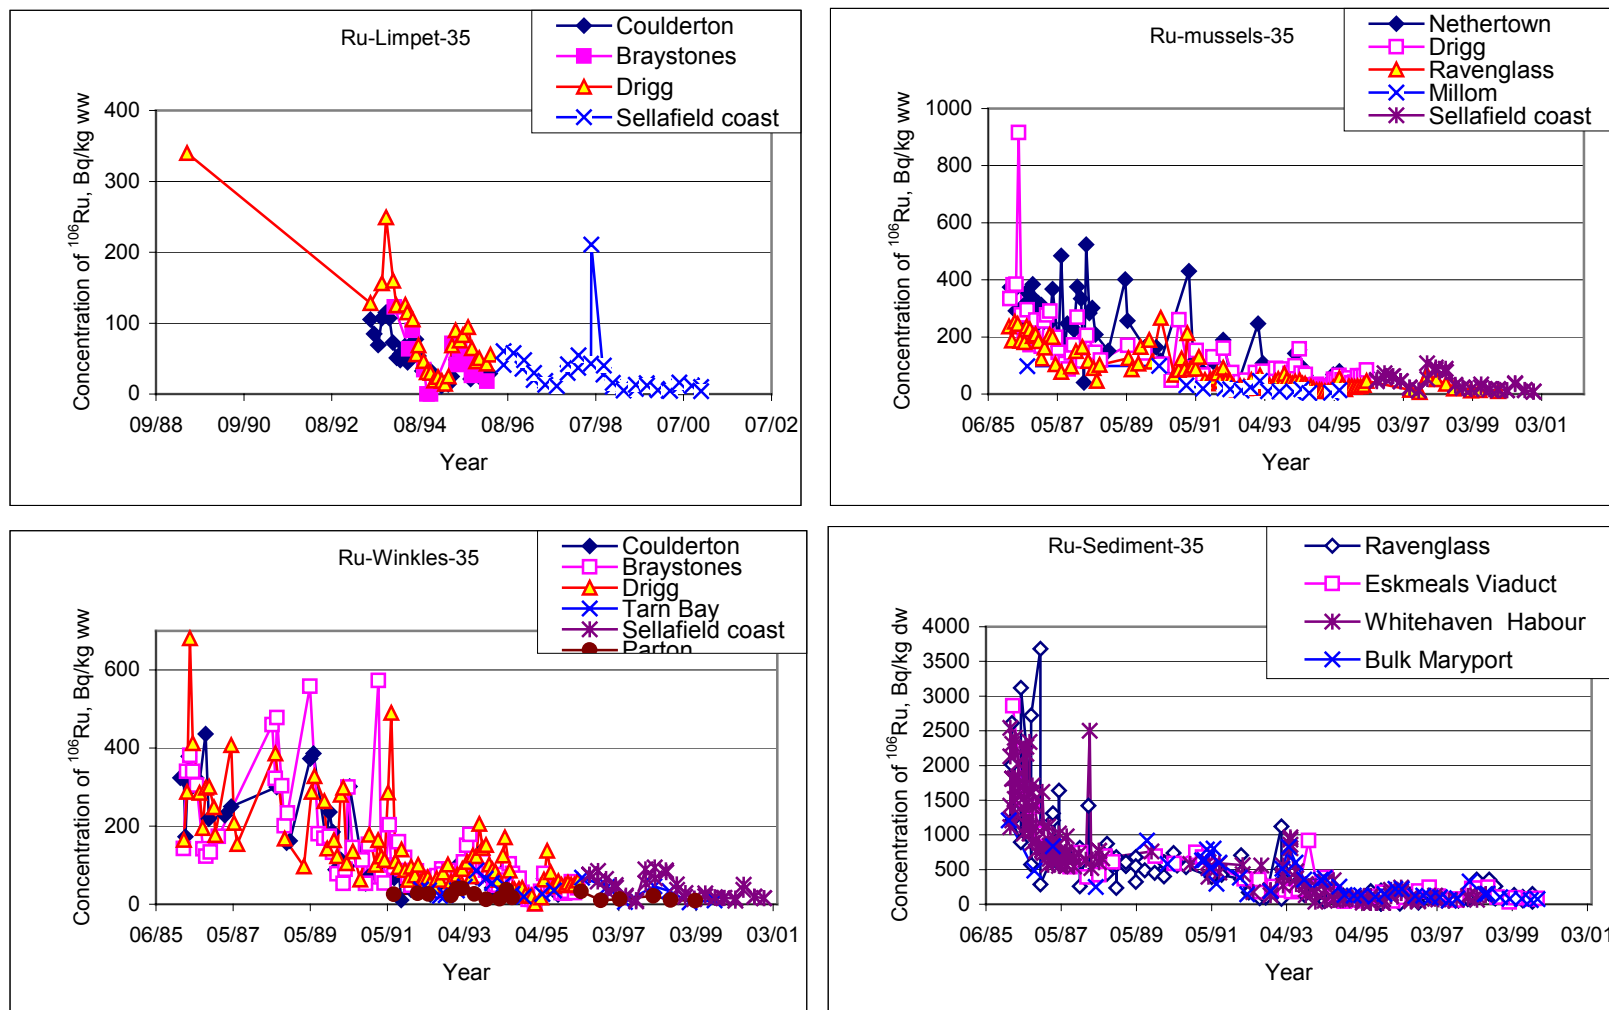 Ru-Limpet-35
Coulderton
Braystones
Drigg
Sellafield coast
Concentration of ¹⁰⁶Ru, Bq/kg ww
400
300
200
100
0
09/88 09/90 08/92 08/94 08/96 07/98 07/00 07/02
Year
Ru-mussels-35
Nethertown
Drigg
Ravenglass
Millom
Sellafield coast
Concentration of ¹⁰⁶Ru, Bq/kg ww
1000
800
600
400
200
0
06/85 05/87 05/89 05/91 04/93 04/95 03/97 03/99 03/01
Year
Ru-Winkles-35
Coulderton
Braystones
Drigg
Tarn Bay
Sellafield coast
Parton
Concentration of ¹⁰⁶Ru, Bq/kg ww
600
400
200
0
06/85 05/87 05/89 05/91 04/93 04/95 03/97 03/99 03/01
Year
Ru-Sediment-35
Ravenglass
Eskmeals Viaduct
Whitehaven Habour
Bulk Maryport
Concentration of ¹⁰⁶Ru, Bq/kg dw
4000
3500
3000
2500
2000
1500
1000
500
0
06/85 05/87 05/89 05/91 04/93 04/95 03/97 03/99 03/01
Year